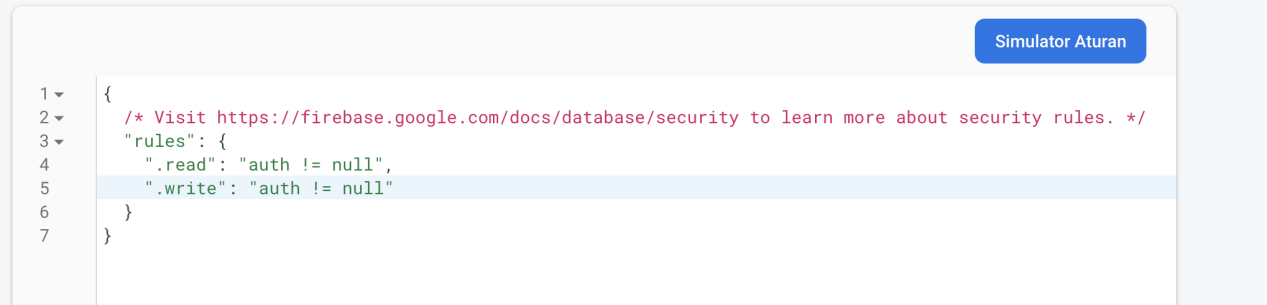 Simulator Aturan
1 {
2 /* Visit https://firebase.google.com/docs/database/security to learn more about security rules. */
3 "rules": {
4 ".read": "auth != null",
5 ".write": "auth != null"
6 }
7 }